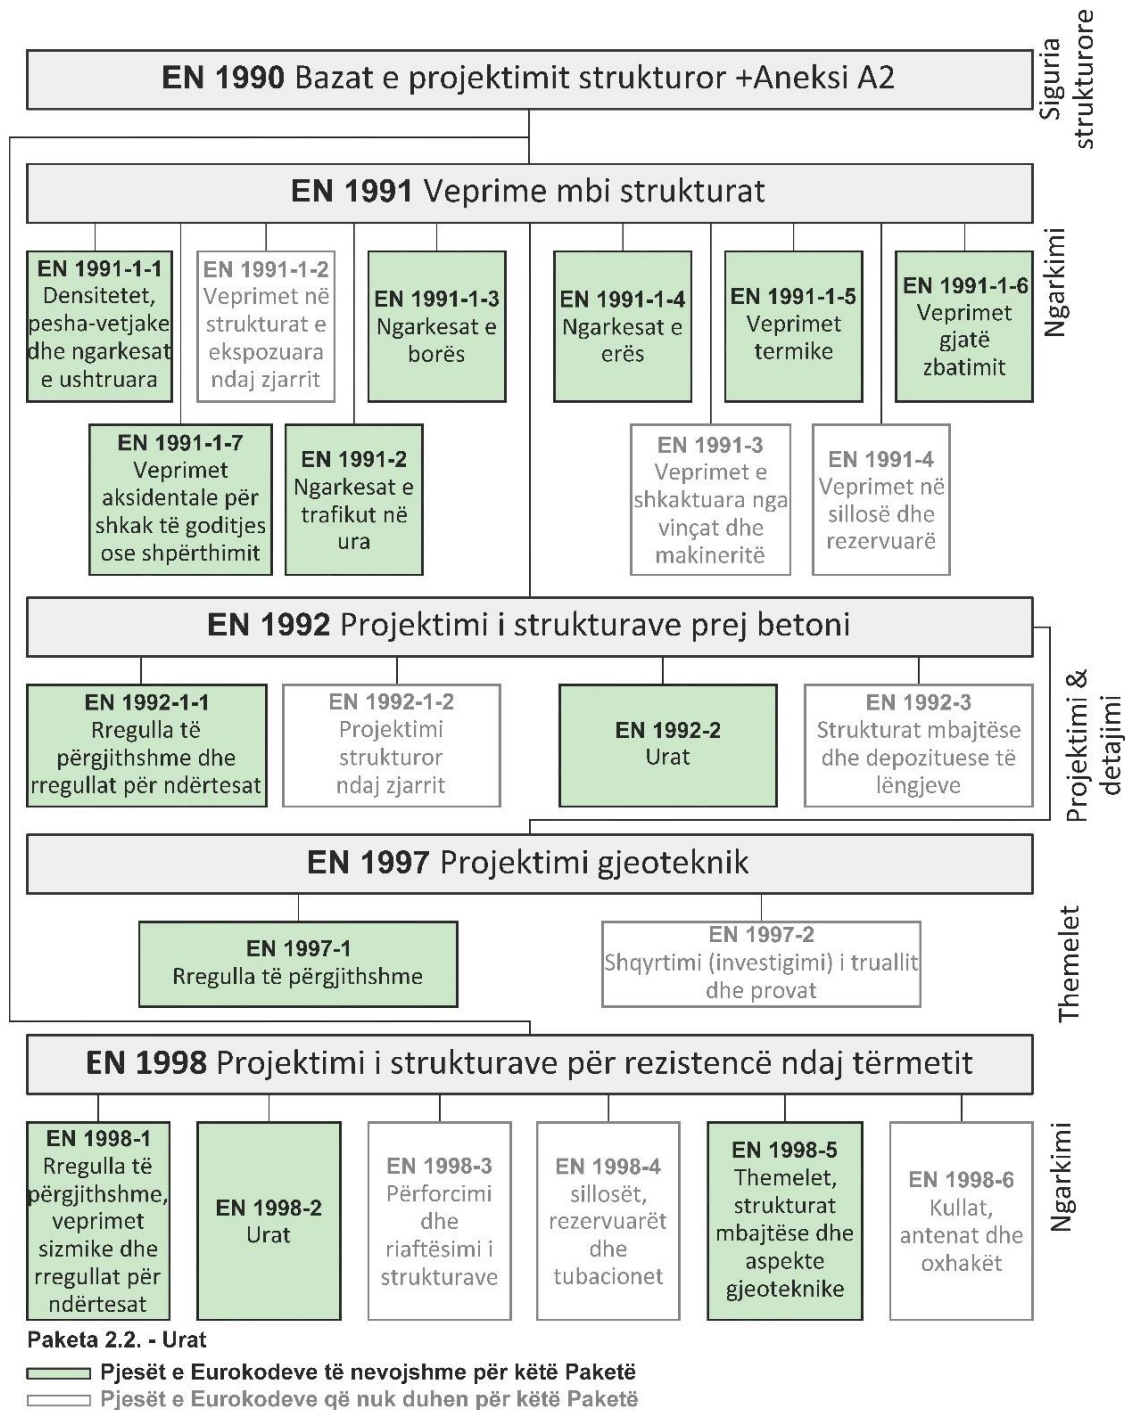 EN 1990 Bazat e projektimit strukturor +Aneksi A2
Siguria
strukturore
EN 1991 Veprime mbi strukturat
Ngarkimi
EN 1991-1-1
Densitetet,
pesha-vetjake
dhe ngarkesat
e ushtruara
EN 1991-1-2
Veprimet në
strukturat e
ekspozuara
ndaj zjarrit
EN 1991-1-3
Ngarkesat e
borës
EN 1991-1-4
Ngarkesat e
erës
EN 1991-1-5
Veprimet
termike
EN 1991-1-6
Veprimet
gjatë
zbatimit
EN 1991-1-7
Veprimet
aksidentale për
shkak të goditjes
ose shpërthimit
EN 1991-2
Ngarkesat e
trafikut në
ura
EN 1991-3
Veprimet e
shkaktuara nga
vinçat dhe
makineritë
EN 1991-4
Veprimet në
sillosë dhe
rezervuarë
EN 1992 Projektimi i strukturave prej betoni
Projektimi &
detajimi
EN 1992-1-1
Rregulla të
përgjithshme dhe
rregullat për ndërtesat
EN 1992-1-2
Projektimi
strukturor
ndaj zjarrit
EN 1992-2
Urat
EN 1992-3
Strukturat mbajtëse
dhe depozituese të
lëngjeve
EN 1997 Projektimi gjeoteknik
Themelet
EN 1997-1
Rregulla të përgjithshme
EN 1997-2
Shqyrtimi (investigimi) i truallit
dhe provat
EN 1998 Projektimi i strukturave për rezistencë ndaj tërmetit
Ngarkimi
EN 1998-1
Rregulla të
përgjithshme,
veprimet
sizmike dhe
rregullat për
ndërtesat
EN 1998-2
Urat
EN 1998-3
Përforcimi
dhe
riaftësimi i
strukturave
EN 1998-4
sillosët,
rezervuarët
dhe
tubacionet
EN 1998-5
Themelet,
strukturat
mbajtëse dhe
aspekte
gjeoteknike
EN 1998-6
Kullat,
antenat dhe
oxhakët
Paketa 2.2. - Urat
Pjesët e Eurokodeve të nevojshme për këtë Paketë
Pjesët e Eurokodeve që nuk duhen për këtë Paketë